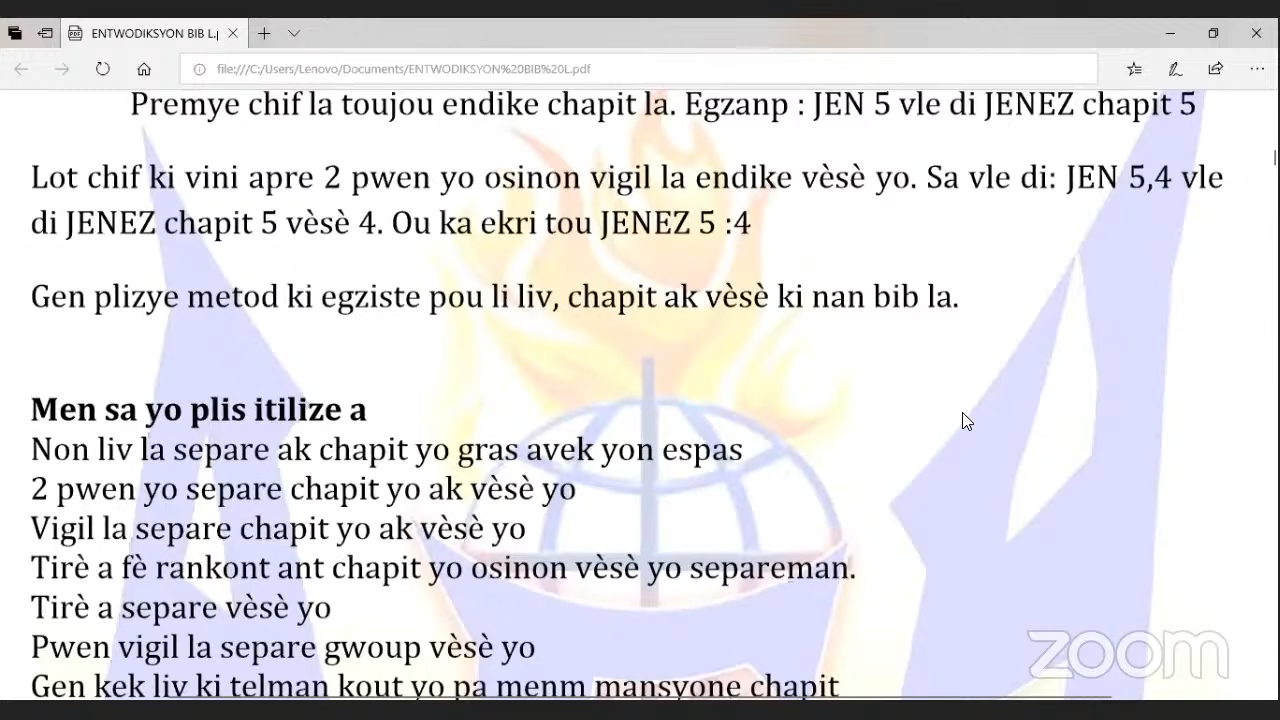 ENTWODIKSYON BIB L.p
file:///C:/Users/Lenovo/Documents/ENTWODIKSYON%20BIB%20L.pdf
Premye chif la toujou endike chapit la. Egzanp : JEN 5 vle di JENEZ chapit 5
Lot chif ki vini apre 2 pwen yo osinon vigil la endike vèsè yo. Sa vle di: JEN 5,4 vle
di JENEZ chapit 5 vèsè 4. Ou ka ekri tou JENEZ 5 :4
Gen plizye metod ki egziste pou li liv, chapit ak vèsè ki nan bib la.
Men sa yo plis itilize a
Non liv la separe ak chapit yo gras avek yon espas
2 pwen yo separe chapit yo ak vèsè yo
Vigil la separe chapit yo ak vèsè yo
Tirè a fè rankont ant chapit yo osinon vèsè yo separeman.
Tirè a separe vèsè yo
Pwen vigil la separe gwoup vèsè yo
Gen kek liv ki telman kout yo pa menm mansyone chapit
zoom